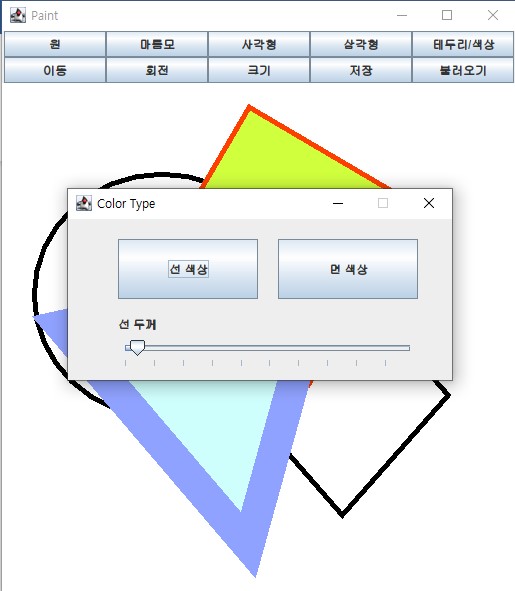 Paint
원 마름모 사각형 삼각형 테두리/색상
이동 회전 크기 저장 불러오기
Color Type
선 색상 면 색상
선 두께